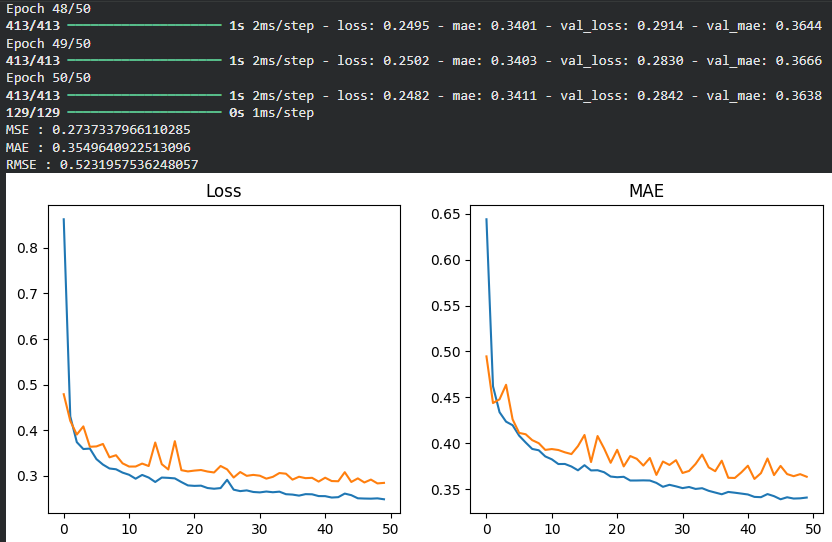 Epoch 48/50
413/413 ━━━━━━━━━━━━━━━━━━━━ 1s 2ms/step - loss: 0.2495 - mae: 0.3401 - val_loss: 0.2914 - val_mae: 0.3644
Epoch 49/50
413/413 ━━━━━━━━━━━━━━━━━━━━ 1s 2ms/step - loss: 0.2502 - mae: 0.3403 - val_loss: 0.2830 - val_mae: 0.3666
Epoch 50/50
413/413 ━━━━━━━━━━━━━━━━━━━━ 1s 2ms/step - loss: 0.2482 - mae: 0.3411 - val_loss: 0.2842 - val_mae: 0.3638
129/129 ━━━━━━━━━━━━━━━━━━━━ 0s 1ms/step
MSE : 0.2737337966110285
MAE : 0.3549640922513096
RMSE : 0.5231957536248057
Loss
0.8
0.7
0.6
0.5
0.4
0.3
0 10 20 30 40 50
MAE
0.65
0.60
0.55
0.50
0.45
0.40
0.35
0 10 20 30 40 50